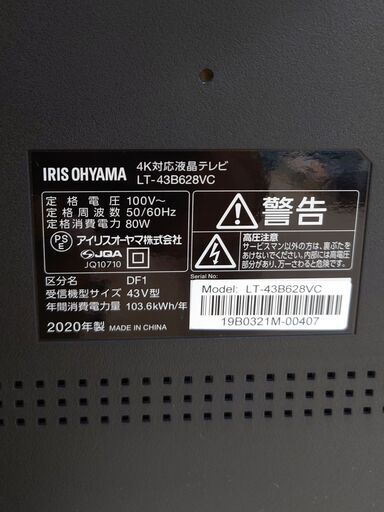 IRIS OHYAMA
4K対応液晶テレビ
LT-43B628VC
定格電圧 100V~
定格周波数 50/60Hz
定格消費電力 80W
PS
E
アイリスオーヤマ株式会社
JQA
JQ10710
区分名 DF1
受信機型サイズ 43V型
年間消費電力量 103.6kWh/年
2020年製 MADE IN CHINA
警告
高圧注意
サービスマン以外の方は、裏ぶたを
あけないでください。内部には高電圧
部分が数多くあり、万一さわると危険です。
Serial No:
Model: LT-43B628VC
19B0321M-00407